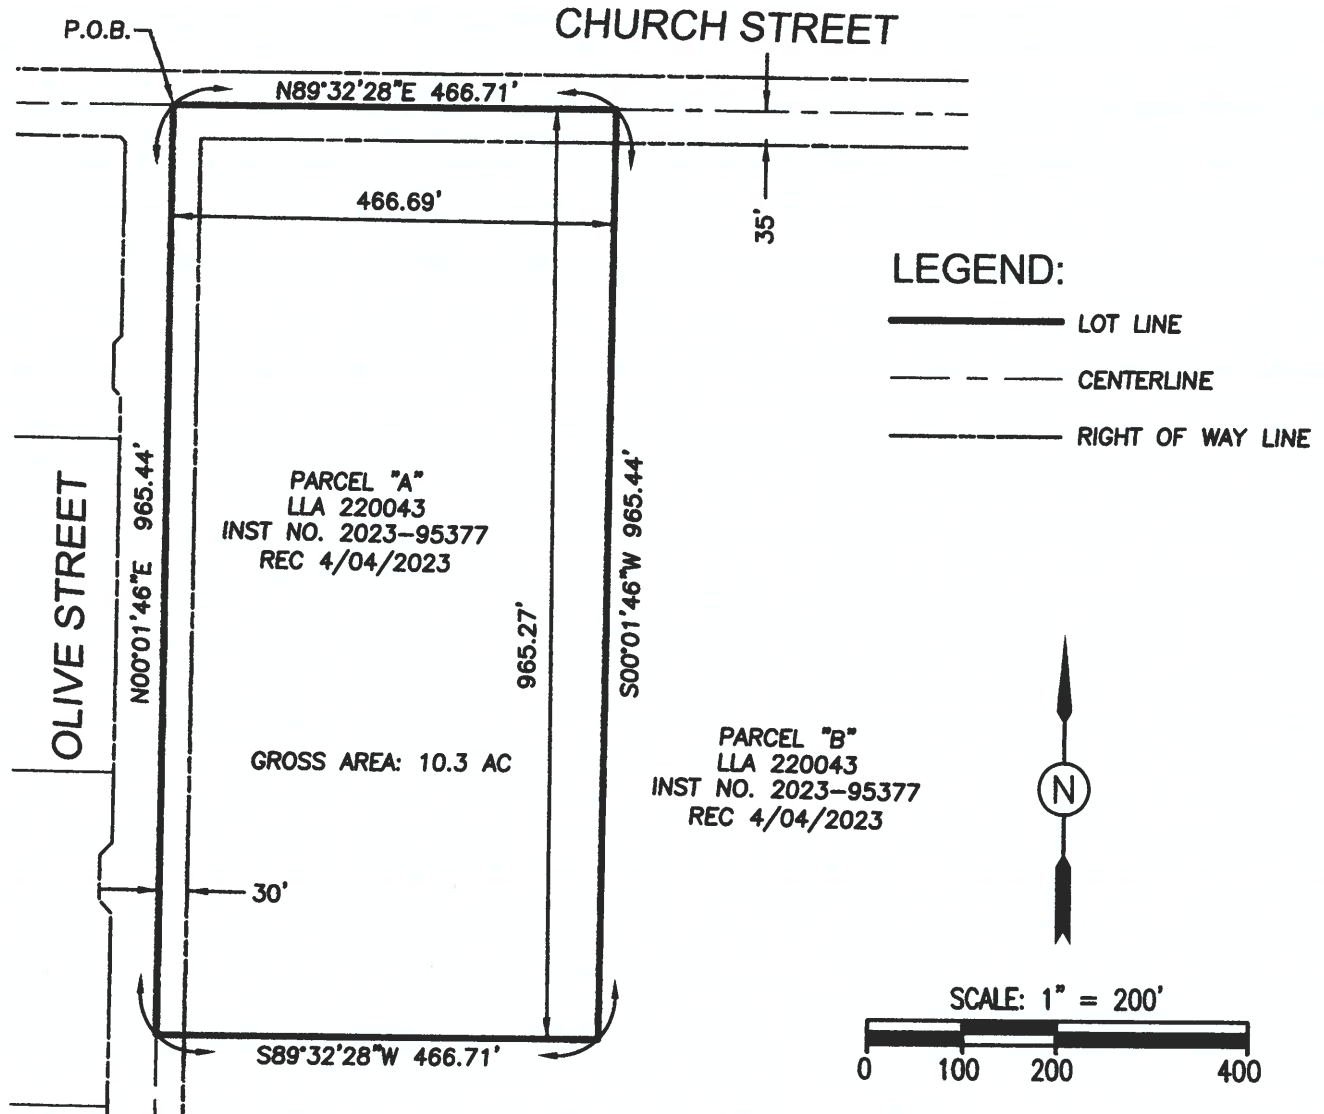 P.O.B.
CHURCH STREET
N89°32'28"E 466.71'
466.69'
35'
LEGEND:
LOT LINE
CENTERLINE
RIGHT OF WAY LINE
OLIVE STREET
N00°01'46"E 965.44'
PARCEL "A"
LLA 220043
INST NO. 2023-95377
REC 4/04/2023
965.27'
S00°01'46"W 965.44'
GROSS AREA: 10.3 AC
PARCEL "B"
LLA 220043
INST NO. 2023-95377
REC 4/04/2023
N
30'
S89°32'28"W 466.71'
SCALE: 1" = 200'
0 100 200 400